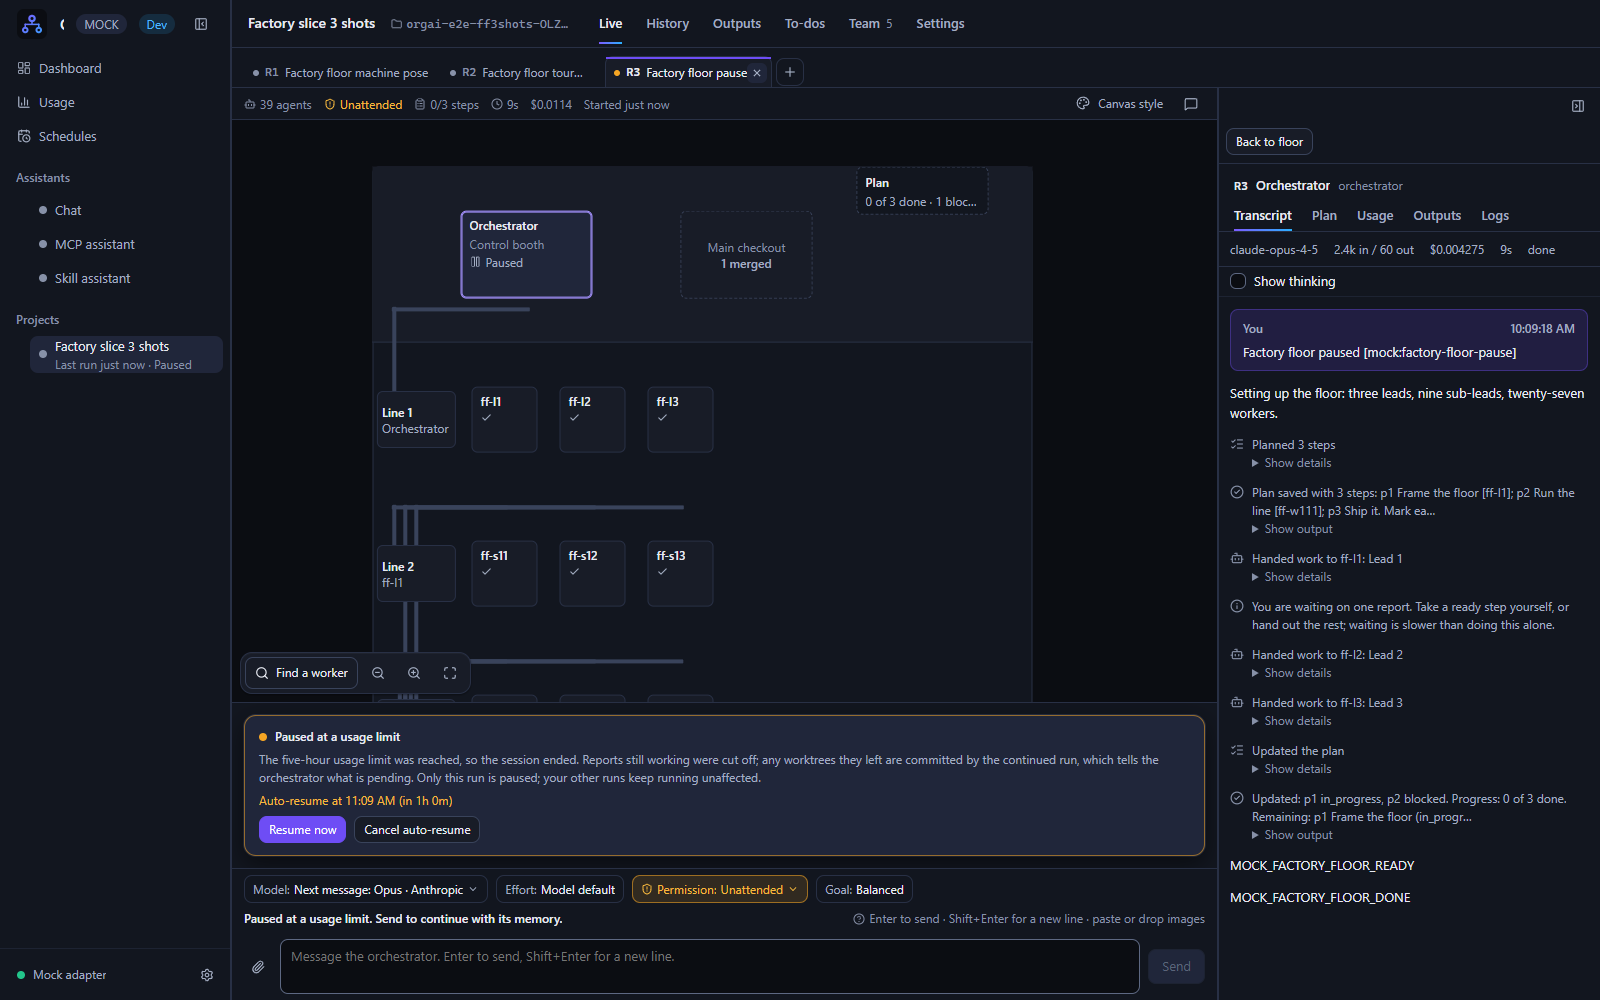 MOCK
Dev
Dashboard
Usage
Schedules
Assistants
Chat
MCP assistant
Skill assistant
Projects
Factory slice 3 shots
Last run just now · Paused
Mock adapter
Factory slice 3 shots
orgai-e2e-ff3shots-OLZ…
Live
History
Outputs
To-dos
Team 5
Settings
R1 Factory floor machine pose
R2 Factory floor tour...
R3 Factory floor pause
39 agents
Unattended
0/3 steps
9s
$0.0114
Started just now
Canvas style
Plan
0 of 3 done · 1 bloc...
Orchestrator
Control booth
Paused
Main checkout
1 merged
Line 1
Orchestrator
ff-l1
ff-l2
ff-l3
Line 2
ff-l1
ff-s11
ff-s12
ff-s13
Find a worker
Paused at a usage limit
The five-hour usage limit was reached, so the session ended. Reports still working were cut off; any worktrees they left are committed by the continued run, which tells the
orchestrator what is pending. Only this run is paused; your other runs keep running unaffected.
Auto-resume at 11:09 AM (in 1h 0m)
Resume now
Cancel auto-resume
Model: Next message: Opus · Anthropic
Effort: Model default
Permission: Unattended
Goal: Balanced
Paused at a usage limit. Send to continue with its memory.
Enter to send · Shift+Enter for a new line · paste or drop images
Message the orchestrator. Enter to send, Shift+Enter for a new line.
Send
Back to floor
R3 Orchestrator orchestrator
Transcript
Plan
Usage
Outputs
Logs
claude-opus-4-5
2.4k in / 60 out
$0.004275
9s
done
Show thinking
You
10:09:18 AM
Factory floor paused [mock:factory-floor-pause]
Setting up the floor: three leads, nine sub-leads, twenty-seven
workers.
Planned 3 steps
Show details
Plan saved with 3 steps: p1 Frame the floor [ff-l1]; p2 Run the
line [ff-w111]; p3 Ship it. Mark ea...
Show output
Handed work to ff-l1: Lead 1
Show details
You are waiting on one report. Take a ready step yourself, or
hand out the rest; waiting is slower than doing this alone.
Handed work to ff-l2: Lead 2
Show details
Handed work to ff-l3: Lead 3
Show details
Updated the plan
Show details
Updated: p1 in_progress, p2 blocked. Progress: 0 of 3 done.
Remaining: p1 Frame the floor (in_progr...
Show output
MOCK_FACTORY_FLOOR_READY
MOCK_FACTORY_FLOOR_DONE